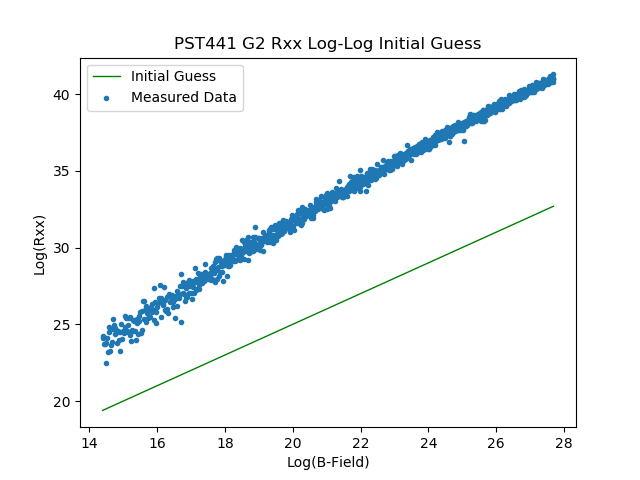 PST441 G2 Rxx Log-Log Initial Guess
Initial Guess
Measured Data
Log(Rxx)
40
35
30
25
20
14 16 18 20 22 24 26 28
Log(B-Field)